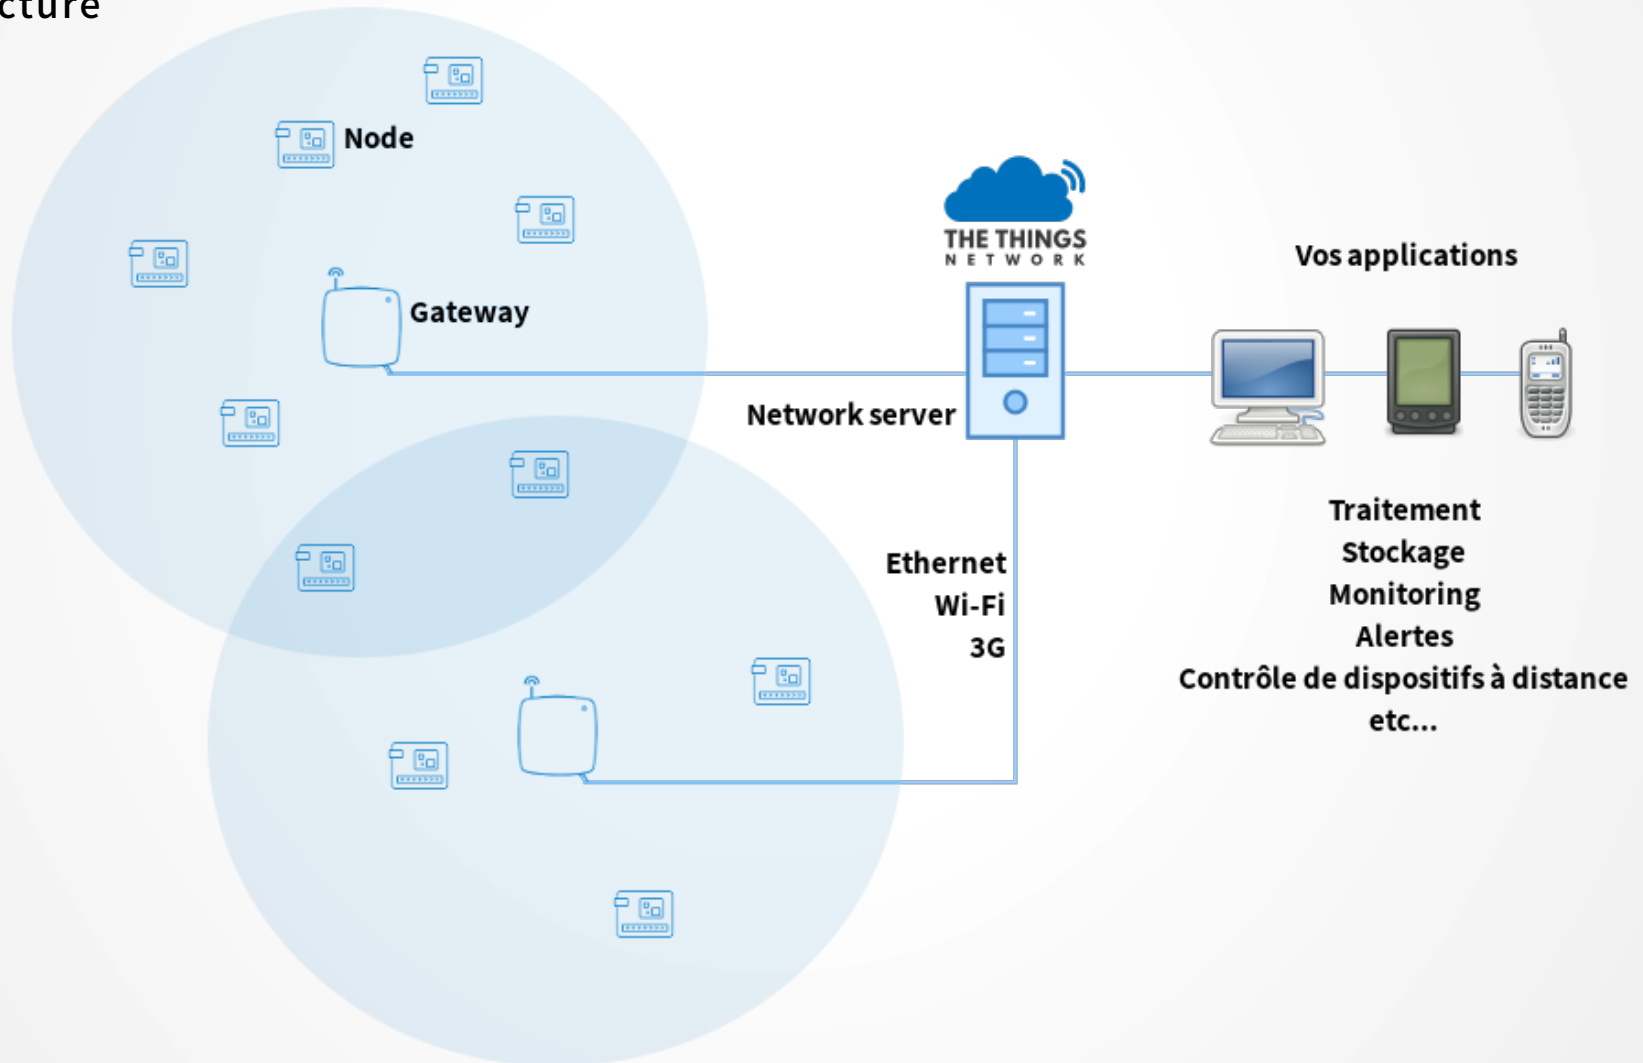 cture
Node
Gateway
THE THINGS
NETWORK
Vos applications
Network server
Ethernet
Wi-Fi
3G
Traitement
Stockage
Monitoring
Alertes
Contrôle de dispositifs à distance
etc...